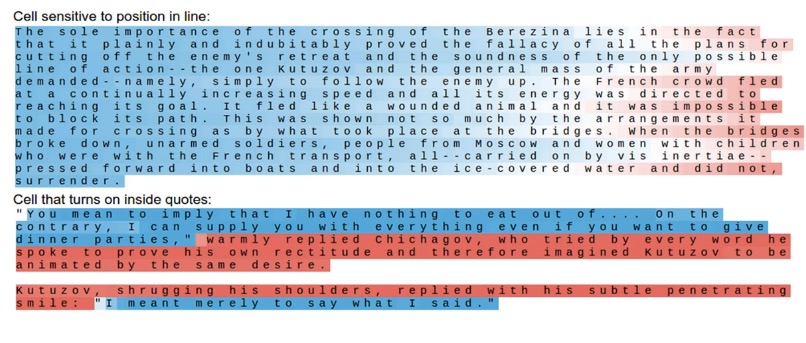 Cell sensitive to position in line:
The sole importance of the crossing of the Berezina lies in the fact
that it plainly and indubitably proved the fallacy of all the plans for
cutting off the enemy's retreat and the soundness of the only possible
line of action--the one Kutuzov and the general mass of the army
demanded--namely, simply to follow the enemy up. The French crowd fled
at a continually increasing speed and all its energy was directed to
reaching its goal. It fled like a wounded animal and it was impossible
to block its path. This was shown not so much by the arrangements it
made for crossing as by what took place at the bridges. When the bridges
broke down, unarmed soldiers, people from Moscow and women with children
who were with the French transport, all--carried on by vis inertiae--
pressed forward into boats and into the ice-covered water and did not,
surrender.
Cell that turns on inside quotes:
"You mean to imply that I have nothing to eat out of.... On the
contrary, I can supply you with everything even if you want to give
dinner parties," warmly replied Chichagov, who tried by every word he
spoke to prove his own rectitude and therefore imagined Kutuzov to be
animated by the same desire.
Kutuzov, shrugging his shoulders, replied with his subtle penetrating
smile: "I meant merely to say what I said."